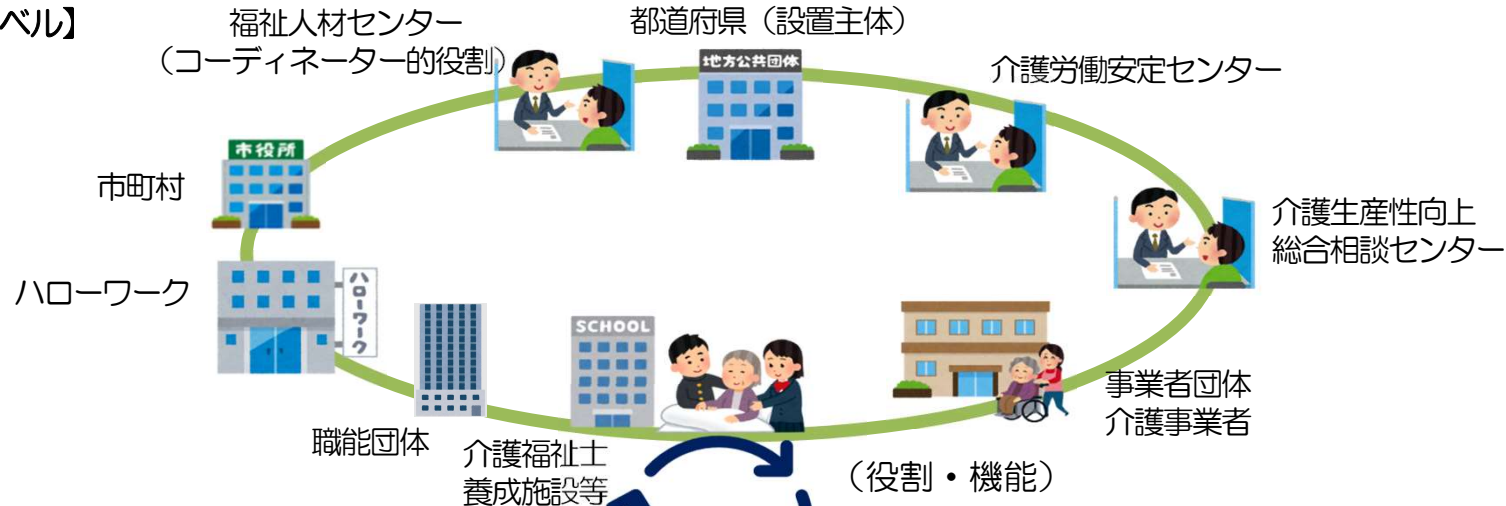 ベル】
福祉人材センター
（コーディネーター的役割）
都道府県（設置主体）
地方公共団体
介護労働安定センター
市役所
市町村
介護生産性向上
総合相談センター
ハローワーク
ハローワーク
SCHOOL
事業者団体
介護事業者
職能団体
介護福祉士
養成施設等
（役割・機能）